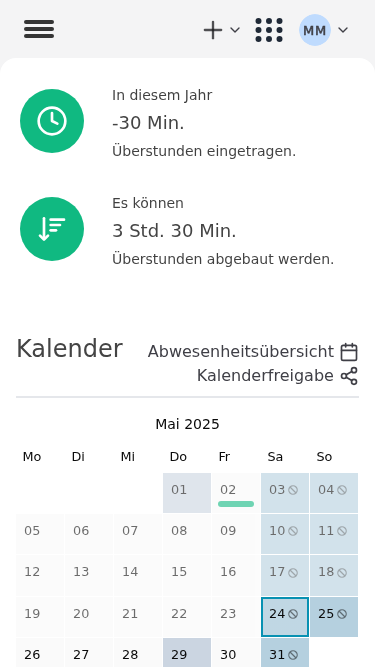 MM
In diesem Jahr
-30 Min.
Überstunden eingetragen.
Es können
3 Std. 30 Min.
Überstunden abgebaut werden.
Kalender
Abwesenheitsübersicht
Kalenderfreigabe
Mai 2025
Mo Di Mi Do Fr Sa So
01 02 03 04
05 06 07 08 09 10 11
12 13 14 15 16 17 18
19 20 21 22 23 24 25
26 27 28 29 30 31